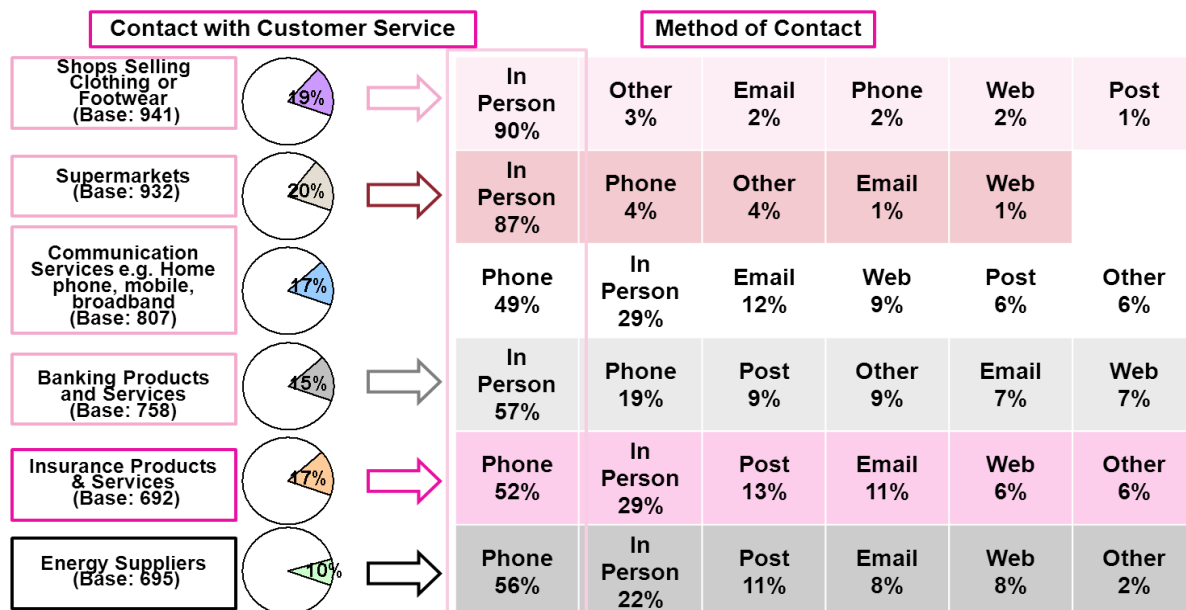 Contact with Customer Service
Method of Contact
Shops Selling
Clothing or
Footwear
(Base: 941)
19%
In
Person
90%
Other
3%
Email
2%
Phone
2%
Web
2%
Post
1%
Supermarkets
(Base: 932)
20%
In
Person
87%
Phone
4%
Other
4%
Email
1%
Web
1%
Communication
Services e.g. Home
phone, mobile,
broadband
(Base: 807)
17%
Phone
49%
In
Person
29%
Email
12%
Web
9%
Post
6%
Other
6%
Banking Products
and Services
(Base: 758)
15%
In
Person
57%
Phone
19%
Post
9%
Other
9%
Email
7%
Web
7%
Insurance Products
& Services
(Base: 692)
17%
Phone
52%
In
Person
29%
Post
13%
Email
11%
Web
6%
Other
6%
Energy Suppliers
(Base: 695)
10%
Phone
56%
In
Person
22%
Post
11%
Email
8%
Web
8%
Other
2%